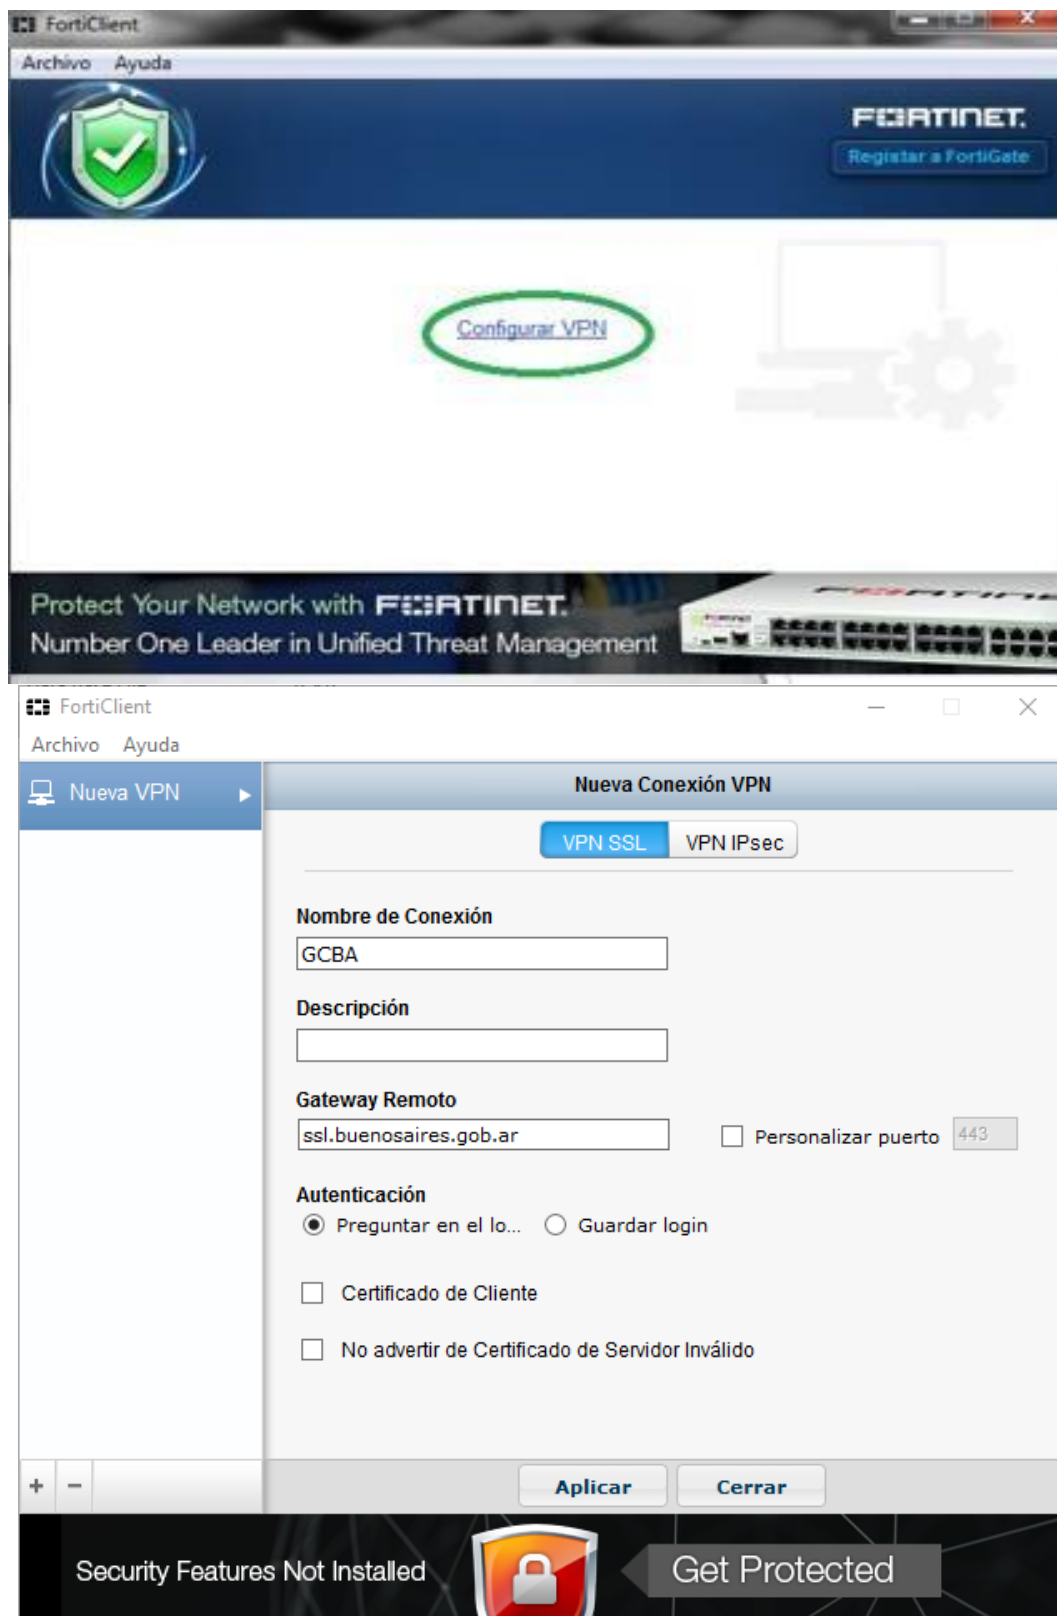 FortiClient
Archivo Ayuda
FORTINET.
Registar a FortiGate
Configurar VPN
Protect Your Network with FORTINET.
Number One Leader in Unified Threat Management
FortiClient
Archivo Ayuda
Nueva VPN
Nueva Conexión VPN
VPN SSL VPN IPsec
Nombre de Conexión
GCBA
Descripción
Gateway Remoto
ssl.buenosaires.gob.ar
Personalizar puerto 443
Autenticación
Preguntar en el lo... Guardar login
Certificado de Cliente
No advertir de Certificado de Servidor Inválido
+ −
Aplicar Cerrar
Security Features Not Installed
Get Protected